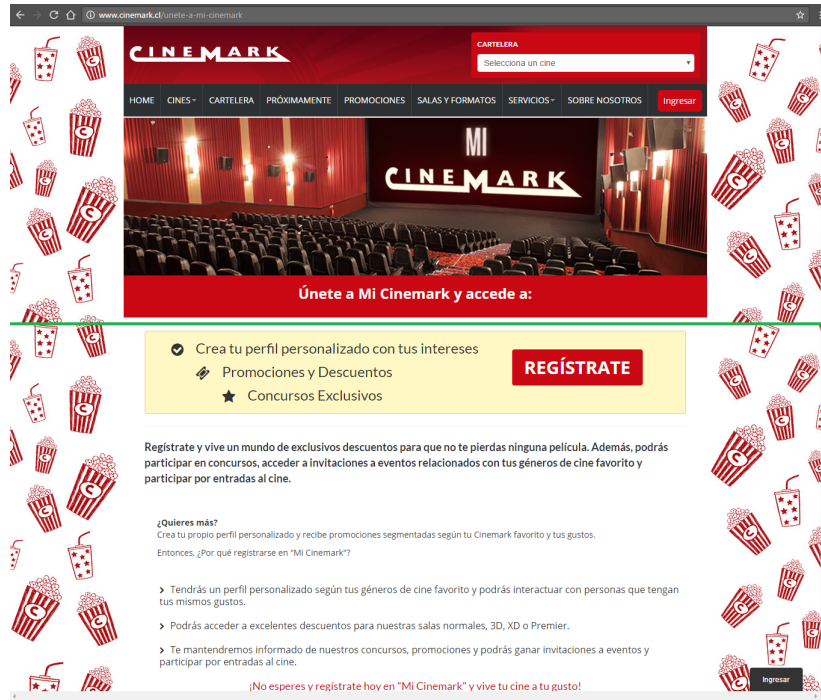 www.cinemark.cl/unete-a-mi-cinemark
CINEMARK
CARTELERA
Selecciona un cine
HOME CINES CARTELERA PRÓXIMAMENTE PROMOCIONES SALAS Y FORMATOS SERVICIOS SOBRE NOSOTROS Ingresar
MI
CINEMARK
Únete a Mi Cinemark y accede a:
Crea tu perfil personalizado con tus intereses
Promociones y Descuentos
Concursos Exclusivos
REGÍSTRATE
Regístrate y vive un mundo de exclusivos descuentos para que no te pierdas ninguna película. Además, podrás
participar en concursos, acceder a invitaciones a eventos relacionados con tus géneros de cine favorito y
participar por entradas al cine.
¿Quieres más?
Crea tu propio perfil personalizado y recibe promociones segmentadas según tu Cinemark favorito y tus gustos.
Entonces, ¿Por qué registrarse en "Mi Cinemark"?
Tendrás un perfil personalizado según tus géneros de cine favorito y podrás interactuar con personas que tengan
tus mismos gustos.
Podrás acceder a excelentes descuentos para nuestras salas normales, 3D, XD o Premier.
Te mantendremos informado de nuestros concursos, promociones y podrás ganar invitaciones a eventos y
participar por entradas al cine.
¡No esperes y regístrate hoy en "Mi Cinemark" y vive tu cine a tu gusto!
Ingresar